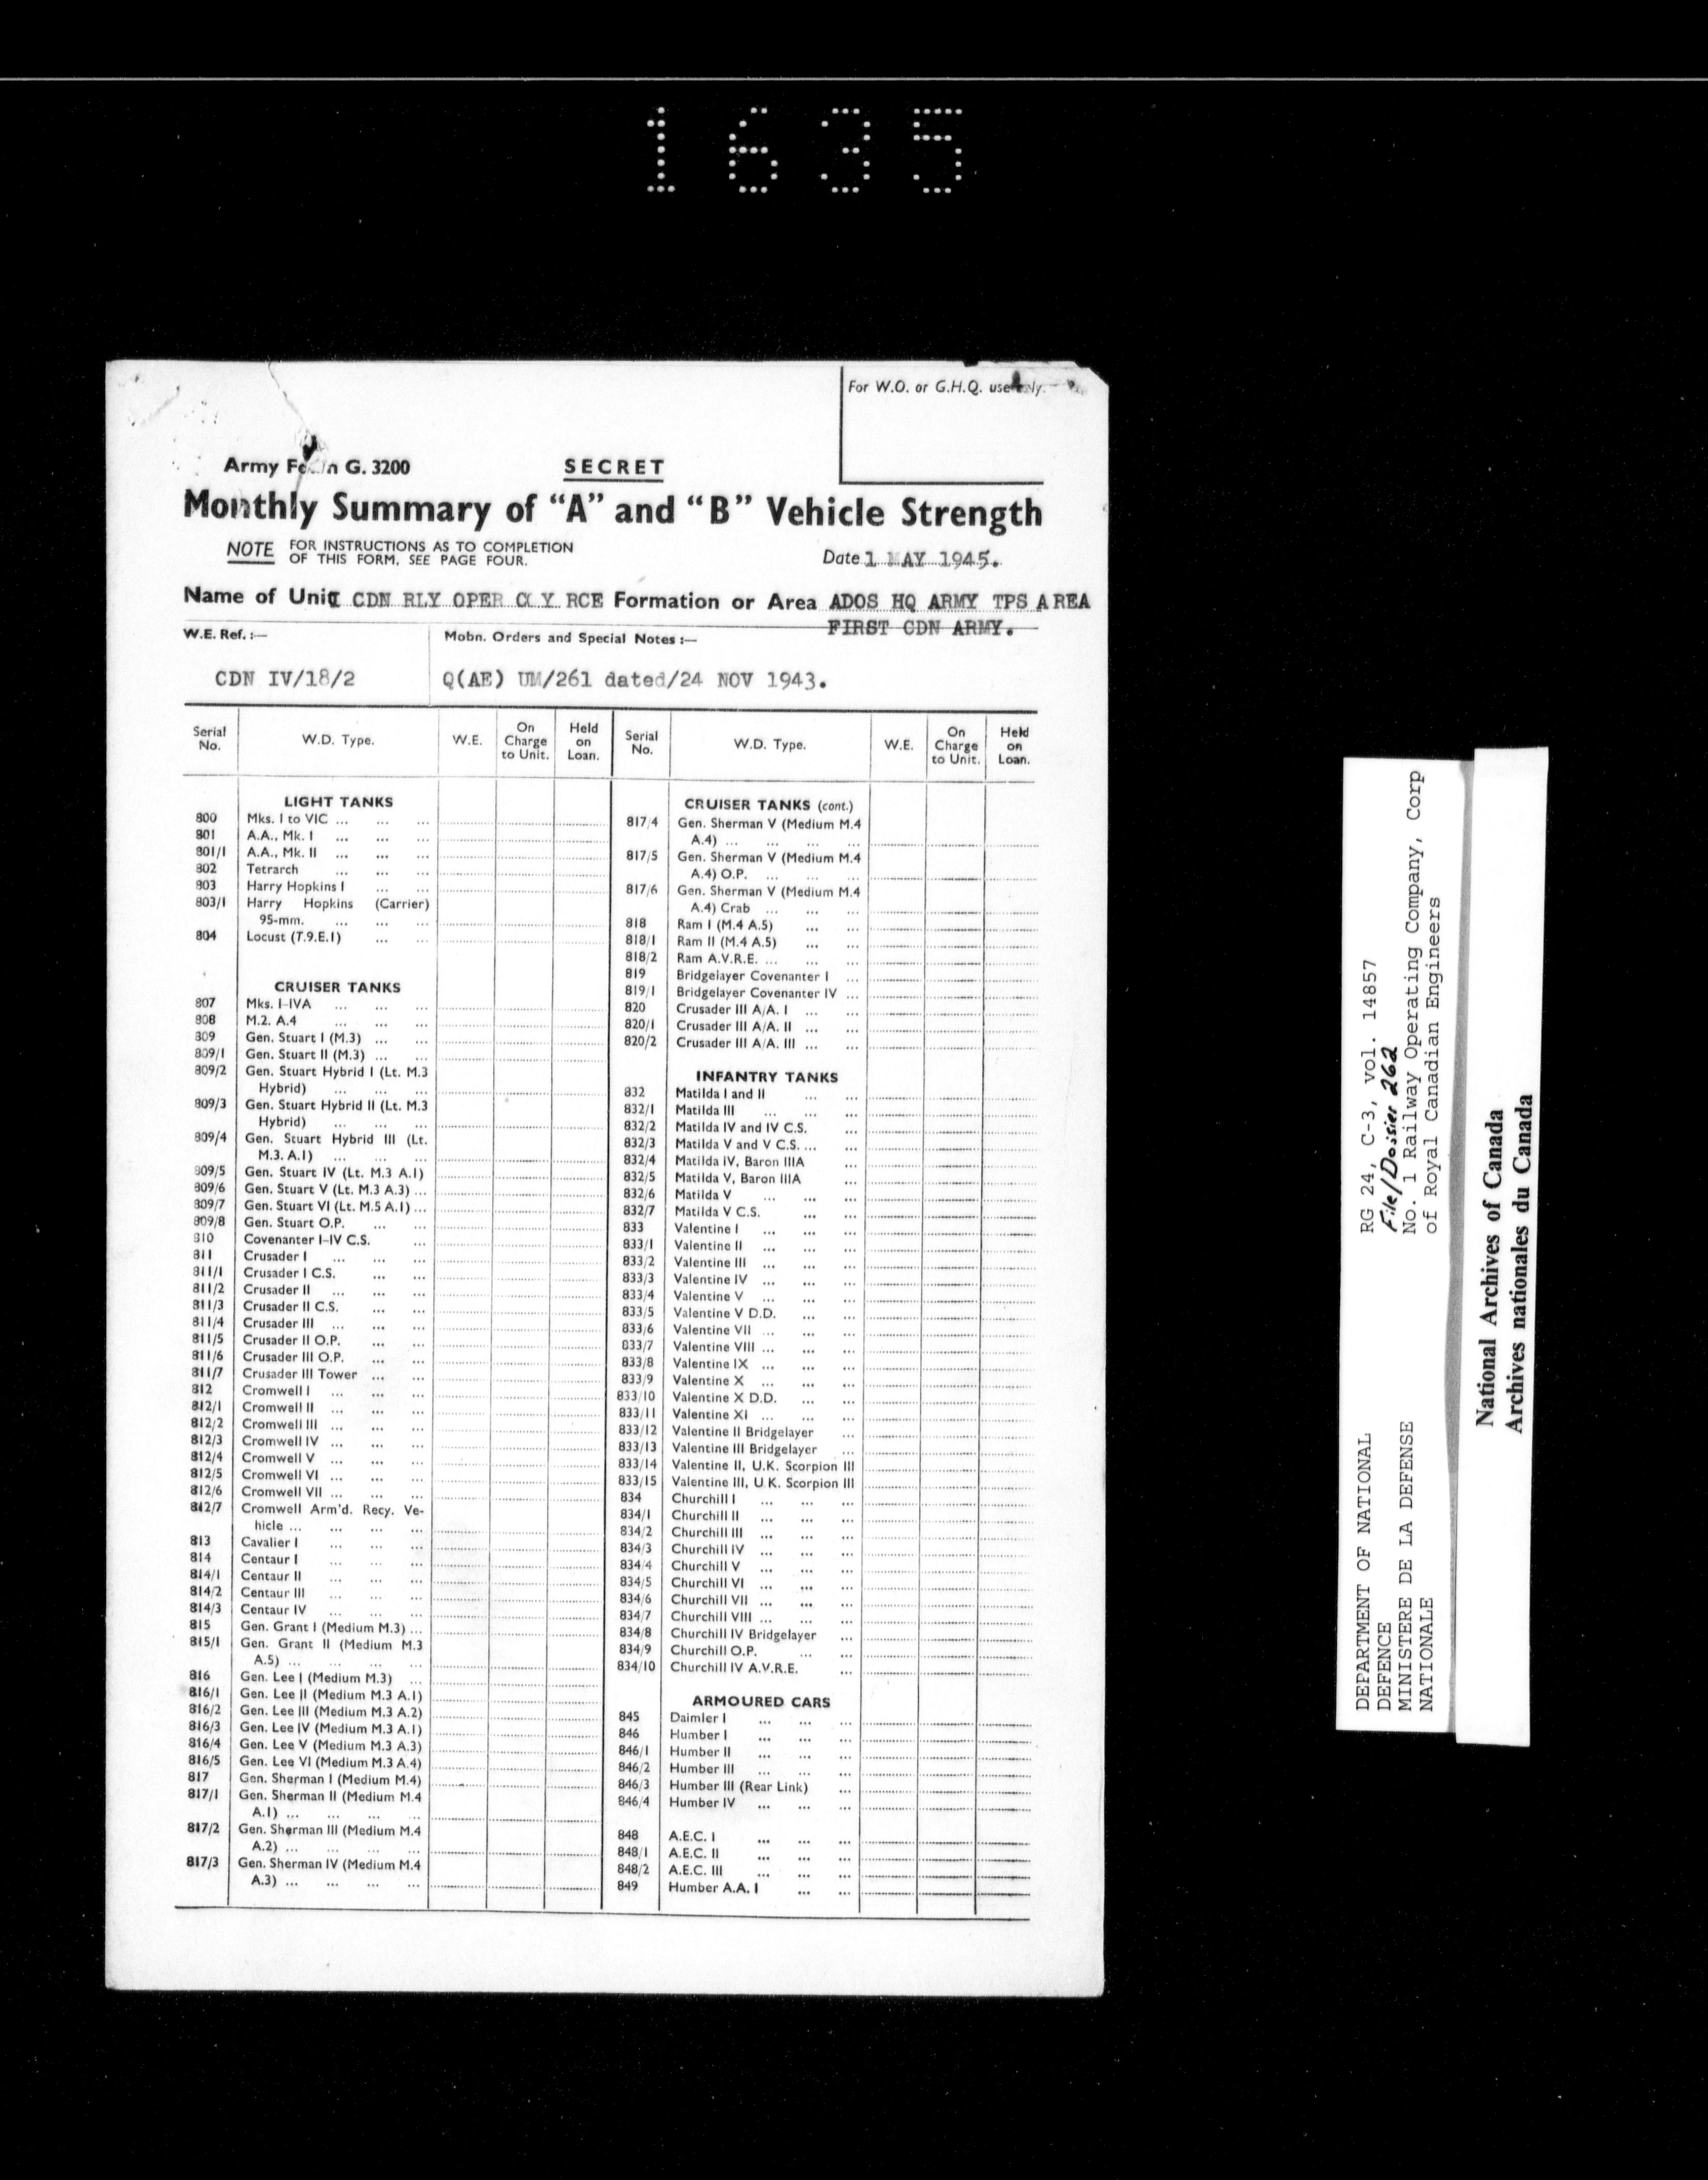 1635
For W.O. or G.H.Q. use only.
Army Form G. 3200
SECRET
Monthly Summary of “A” and “B” Vehicle Strength
NOTE FOR INSTRUCTIONS AS TO COMPLETION
OF THIS FORM, SEE PAGE FOUR.
Date 1 MAY 1945.
Name of Unit CDN RLY OPER COY RCE Formation or Area ADOS HQ ARMY TPS AREA
FIRST CDN ARMY.
W.E. Ref. :—
CDN IV/18/2
Mobn. Orders and Special Notes :—
Q(AE) UM/261 dated/24 NOV 1943.
Serial No. W.D. Type. W.E. On Charge to Unit. Held on Loan.
LIGHT TANKS
800 Mks. I to VIC ... ... ...
801 A.A., Mk. I ... ... ...
801/1 A.A., Mk. II ... ... ...
802 Tetrarch ... ... ...
803 Harry Hopkins I ... ...
803/1 Harry Hopkins (Carrier)
95-mm. ... ... ...
804 Locust (T.9.E.1) ... ...
CRUISER TANKS
807 Mks. I–IVA ... ... ...
808 M.2. A.4 ... ... ...
809 Gen. Stuart I (M.3) ... ...
809/1 Gen. Stuart II (M.3) ... ...
809/2 Gen. Stuart Hybrid I (Lt. M.3
Hybrid) ... ... ...
809/3 Gen. Stuart Hybrid II (Lt. M.3
Hybrid) ... ... ...
809/4 Gen. Stuart Hybrid III (Lt.
M.3. A.1) ... ... ...
809/5 Gen. Stuart IV (Lt. M.3 A.1)
809/6 Gen. Stuart V (Lt. M.3 A.3) ...
809/7 Gen. Stuart VI (Lt. M.5 A.1) ...
809/8 Gen. Stuart O.P. ... ...
810 Covenanter I–IV C.S. ...
811 Crusader I ... ... ...
811/1 Crusader I C.S. ... ...
811/2 Crusader II ... ... ...
811/3 Crusader II C.S. ... ...
811/4 Crusader III ... ... ...
811/5 Crusader II O.P. ... ...
811/6 Crusader III O.P. ... ...
811/7 Crusader III Tower ... ...
812 Cromwell I ... ... ...
812/1 Cromwell II ... ... ...
812/2 Cromwell III ... ... ...
812/3 Cromwell IV ... ... ...
812/4 Cromwell V ... ... ...
812/5 Cromwell VI ... ... ...
812/6 Cromwell VII ... ... ...
812/7 Cromwell Arm'd. Recy. Ve-
hicle ... ... ... ...
813 Cavalier I ... ... ...
814 Centaur I ... ... ...
814/1 Centaur II ... ... ...
814/2 Centaur III ... ... ...
814/3 Centaur IV ... ... ...
815 Gen. Grant I (Medium M.3) ...
815/1 Gen. Grant II (Medium M.3
A.5) ... ... ... ...
816 Gen. Lee I (Medium M.3) ...
816/1 Gen. Lee II (Medium M.3 A.1)
816/2 Gen. Lee III (Medium M.3 A.2)
816/3 Gen. Lee IV (Medium M.3 A.1)
816/4 Gen. Lee V (Medium M.3 A.3)
816/5 Gen. Lee VI (Medium M.3 A.4)
817 Gen. Sherman I (Medium M.4)
817/1 Gen. Sherman II (Medium M.4
A.1) ... ... ... ...
817/2 Gen. Sherman III (Medium M.4
A.2) ... ... ... ...
817/3 Gen. Sherman IV (Medium M.4
A.3) ... ... ... ...
Serial No. W.D. Type. W.E. On Charge to Unit. Held on Loan.
CRUISER TANKS (cont.)
817/4 Gen. Sherman V (Medium M.4
A.4) ... ... ... ...
817/5 Gen. Sherman V (Medium M.4
A.4) O.P. ... ... ...
817/6 Gen. Sherman V (Medium M.4
A.4) Crab ... ... ...
818 Ram I (M.4 A.5) ... ...
818/1 Ram II (M.4 A.5) ... ...
818/2 Ram A.V.R.E. ... ... ...
819 Bridgelayer Covenanter I ...
819/1 Bridgelayer Covenanter IV ...
820 Crusader III A/A. I ... ...
820/1 Crusader III A/A. II ... ...
820/2 Crusader III A/A. III ... ...
INFANTRY TANKS
832 Matilda I and II ... ...
832/1 Matilda III ... ... ...
832/2 Matilda IV and IV C.S. ...
832/3 Matilda V and V C.S. ... ...
832/4 Matilda IV, Baron IIIA ...
832/5 Matilda V, Baron IIIA ...
832/6 Matilda V ... ... ...
832/7 Matilda V C.S. ... ...
833 Valentine I ... ... ...
833/1 Valentine II ... ... ...
833/2 Valentine III ... ... ...
833/3 Valentine IV ... ... ...
833/4 Valentine V ... ... ...
833/5 Valentine V D.D. ... ...
833/6 Valentine VII ... ... ...
833/7 Valentine VIII ... ... ...
833/8 Valentine IX ... ... ...
833/9 Valentine X ... ... ...
833/10 Valentine X D.D. ... ...
833/11 Valentine XI ... ... ...
833/12 Valentine II Bridgelayer ...
833/13 Valentine III Bridgelayer ...
833/14 Valentine II, U.K. Scorpion III
833/15 Valentine III, U K. Scorpion III
834 Churchill I ... ... ...
834/1 Churchill II ... ... ...
834/2 Churchill III ... ... ...
834/3 Churchill IV ... ... ...
834/4 Churchill V ... ... ...
834/5 Churchill VI ... ... ...
834/6 Churchill VII ... ... ...
834/7 Churchill VIII ... ... ...
834/8 Churchill IV Bridgelayer ...
834/9 Churchill O.P. ... ...
834/10 Churchill IV A.V.R.E. ...
ARMOURED CARS
845 Daimler I ... ... ...
846 Humber I ... ... ...
846/1 Humber II ... ... ...
846/2 Humber III ... ... ...
846/3 Humber III (Rear Link) ...
846/4 Humber IV ... ... ...
848 A.E.C. I ... ... ...
848/1 A.E.C. II ... ... ...
848/2 A.E.C. III ... ... ...
849 Humber A.A. I ... ...
DEPARTMENT OF NATIONAL
DEFENCE
MINISTERE DE LA DEFENSE
NATIONALE
RG 24, C-3, vol. 14857
File/Dossier 262
No. 1 Railway Operating Company, Corp
of Royal Canadian Engineers
National Archives of Canada
Archives nationales du Canada